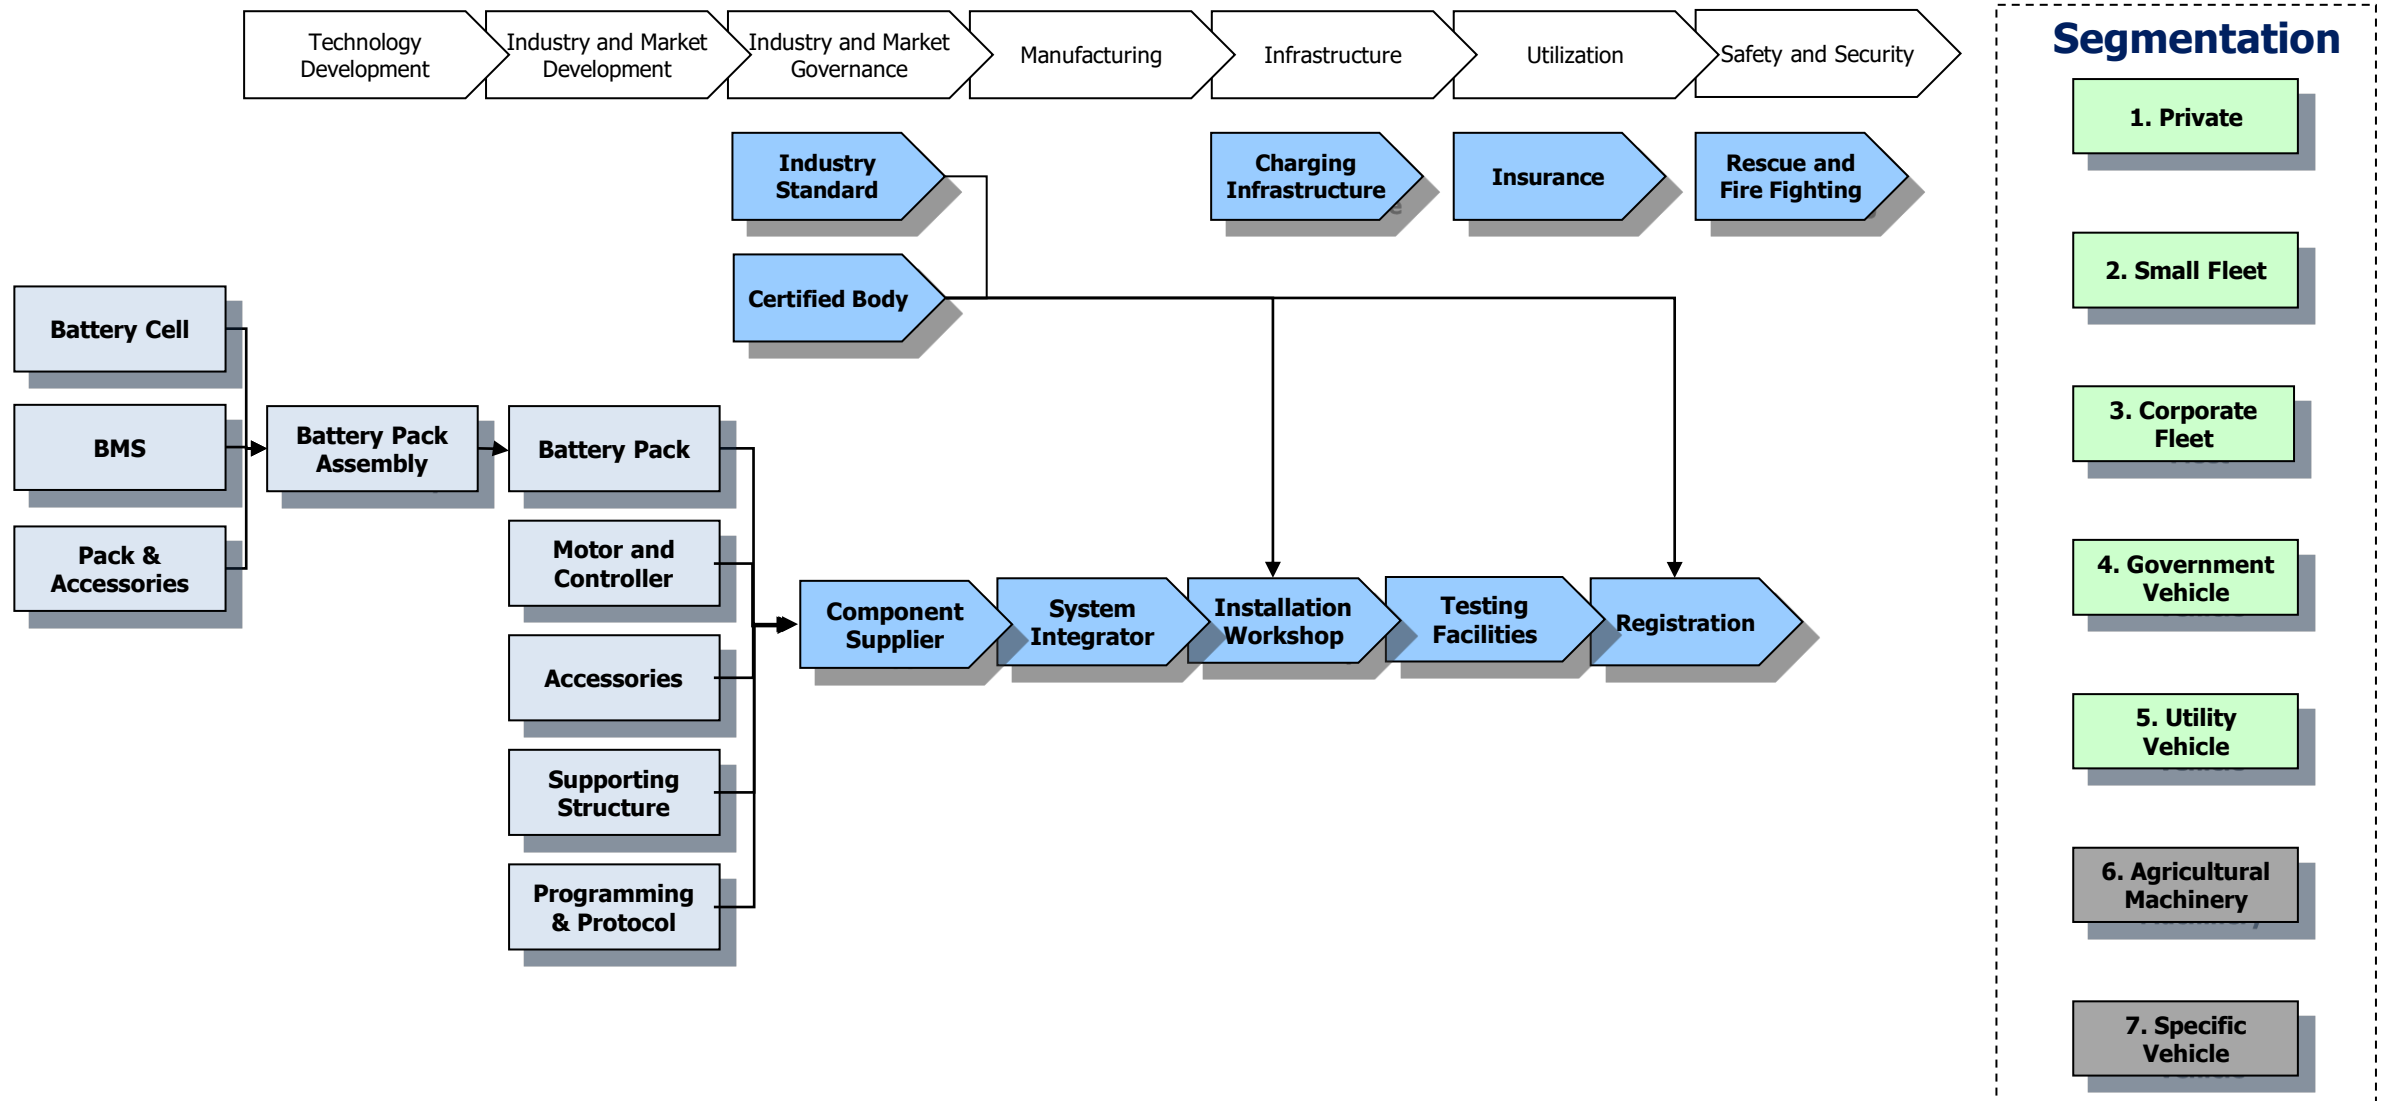 Technology
Development
Industry and Market
Development
Industry and Market
Governance
Manufacturing
Infrastructure
Utilization
Safety and Security
Industry
Standard
Charging
Infrastructure
Insurance
Rescue and
Fire Fighting
Certified Body
Battery Cell
BMS
Pack &
Accessories
Battery Pack
Assembly
Battery Pack
Motor and
Controller
Accessories
Supporting
Structure
Programming
& Protocol
Component
Supplier
System
Integrator
Installation
Workshop
Testing
Facilities
Registration
Segmentation
1. Private
2. Small Fleet
3. Corporate
Fleet
4. Government
Vehicle
5. Utility
Vehicle
6. Agricultural
Machinery
7. Specific
Vehicle